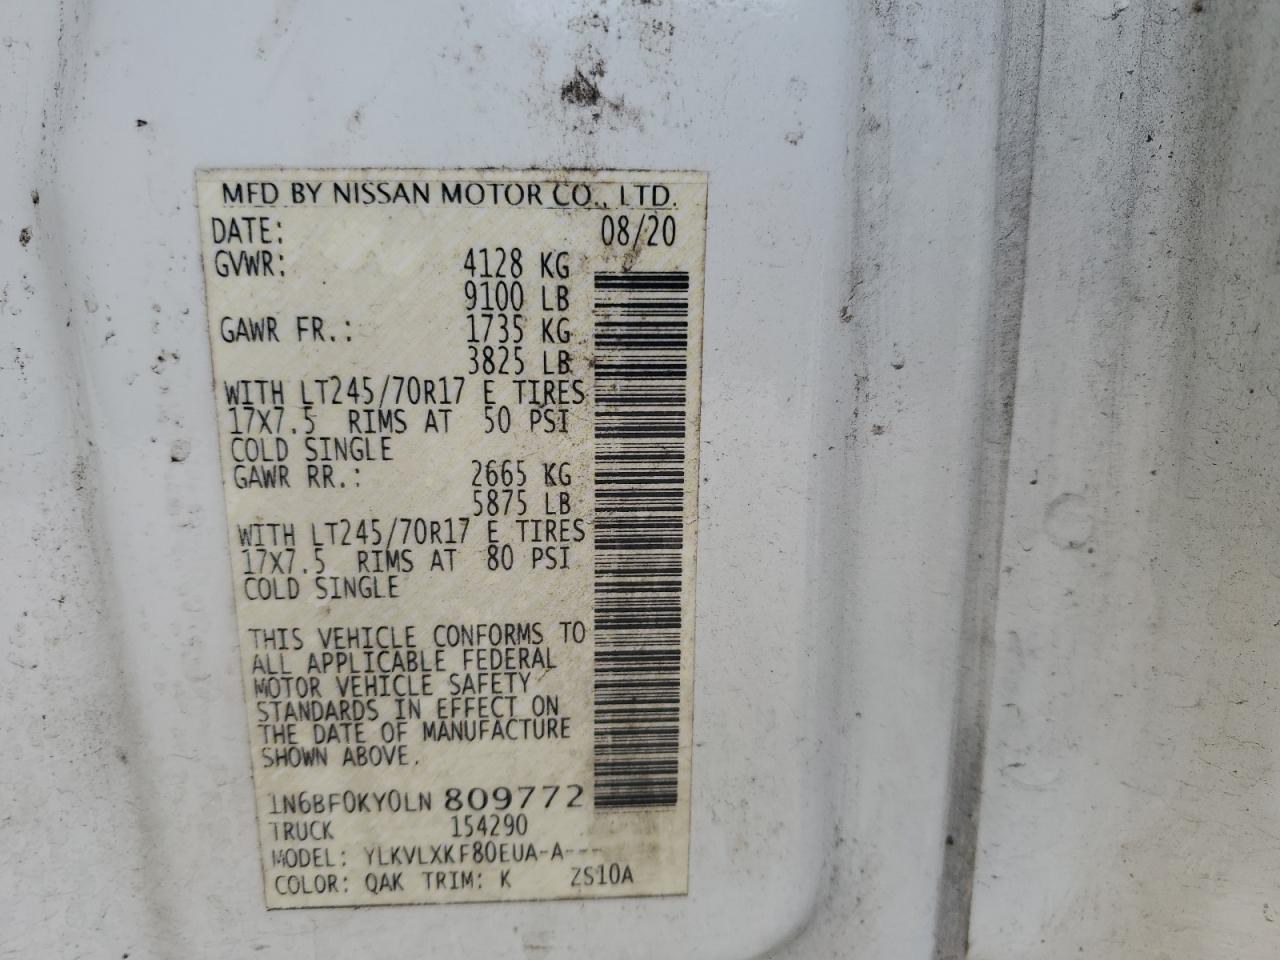 MFD BY NISSAN MOTOR CO., LTD.
DATE: 08/20
GVWR: 4128 KG
9100 LB
GAWR FR.: 1735 KG
3825 LB
WITH LT245/70R17 E TIRES
17X7.5 RIMS AT 50 PSI
COLD SINGLE
GAWR RR.: 2665 KG
5875 LB
WITH LT245/70R17 E TIRES
17X7.5 RIMS AT 80 PSI
COLD SINGLE
THIS VEHICLE CONFORMS TO
ALL APPLICABLE FEDERAL
MOTOR VEHICLE SAFETY
STANDARDS IN EFFECT ON
THE DATE OF MANUFACTURE
SHOWN ABOVE.
1N6BF0KY0LN 809772
TRUCK 154290
MODEL: YLKVLXKF80EUA-A---
COLOR: QAK TRIM: K ZS10A